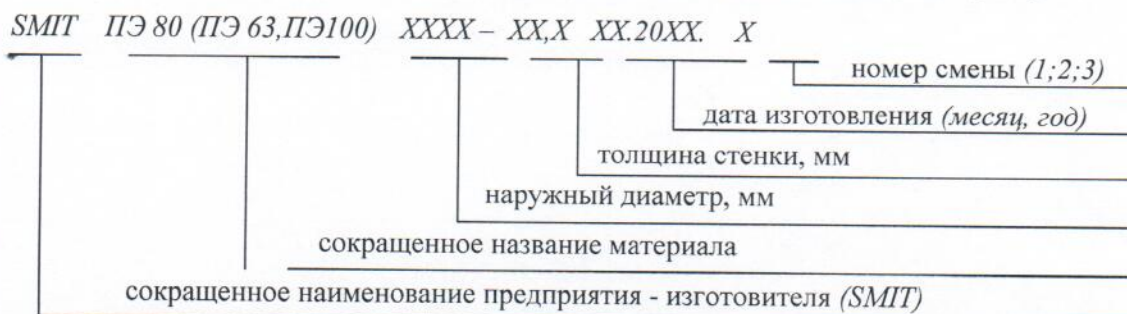 SMIT ПЭ 80 (ПЭ 63,ПЭ100) XXXX – XX,X XX.20XX. X
номер смены (1;2;3)
дата изготовления (месяц, год)
толщина стенки, мм
наружный диаметр, мм
сокращенное название материала
сокращенное наименование предприятия - изготовителя (SMIT)